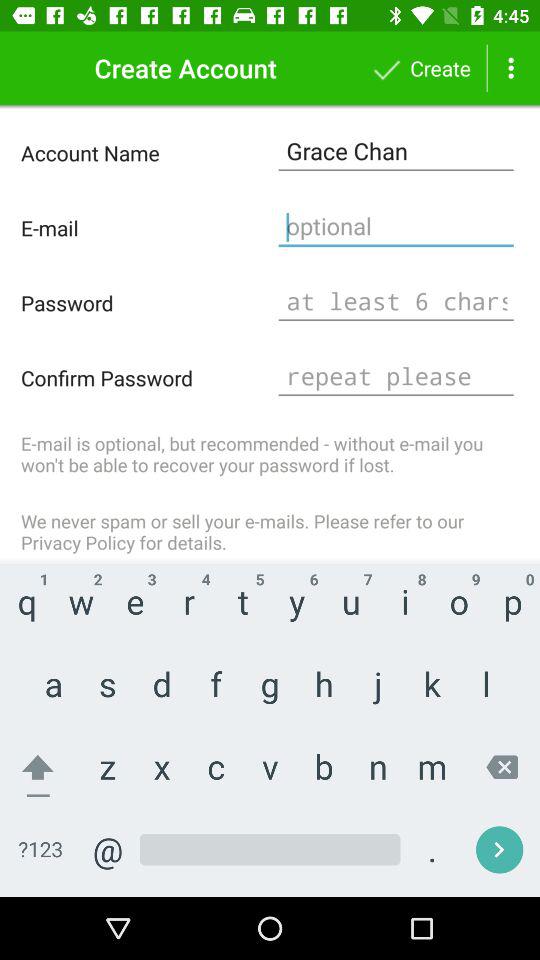 4:45
Create Account
Create
Account Name
Grace Chan
E-mail
optional
Password
at least 6 chars
Confirm Password
repeat please
E-mail is optional, but recommended - without e-mail you
won't be able to recover your password if lost.
We never spam or sell your e-mails. Please refer to our
Privacy Policy for details.
1 2 3 4 5 6 7 8 9 0
q w e r t y u i o p
a s d f g h j k l
z x c v b n m
?123 @ .